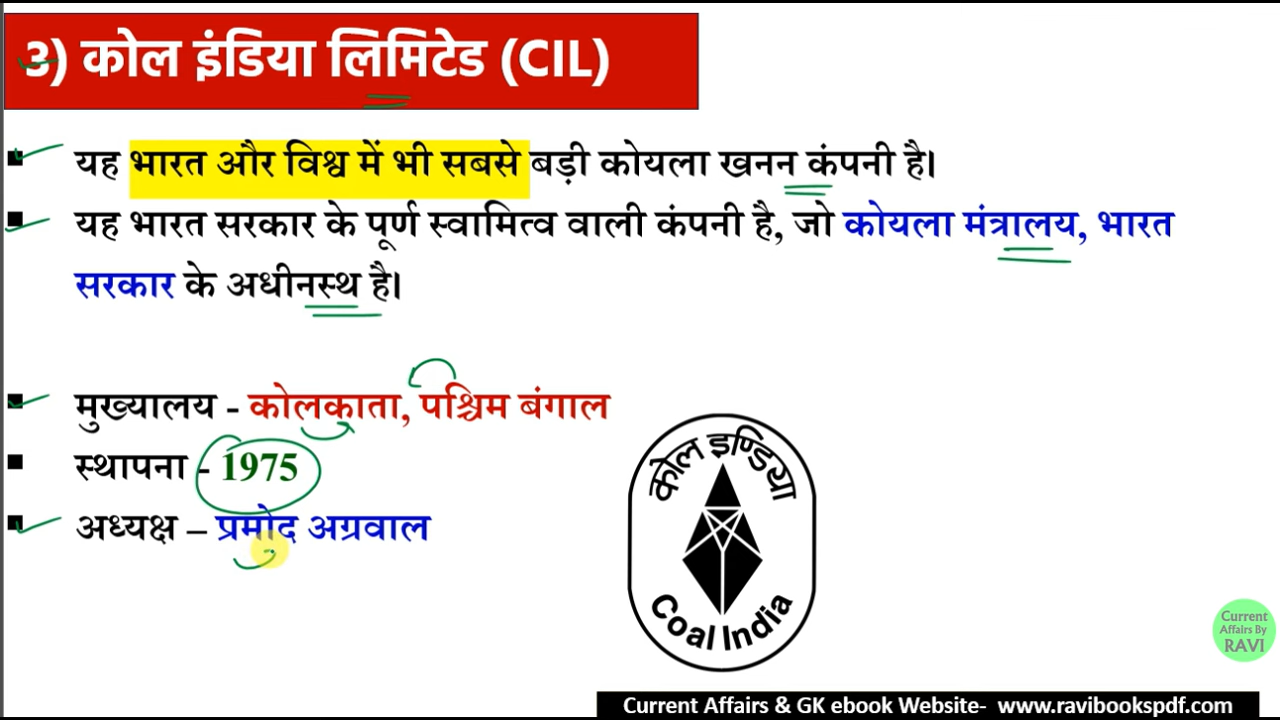 3) कोल इंडिया लिमिटेड (CIL)
यह भारत और विश्व में भी सबसे बड़ी कोयला खनन कंपनी है।
यह भारत सरकार के पूर्ण स्वामित्व वाली कंपनी है, जो कोयला मंत्रालय, भारत
सरकार के अधीनस्थ है।
मुख्यालय - कोलकाता, पश्चिम बंगाल
स्थापना - 1975
अध्यक्ष – प्रमोद अग्रवाल
कोल इण्डिया
Coal India
Current
Affairs By
RAVI
Current Affairs & GK ebook Website- www.ravibookspdf.com